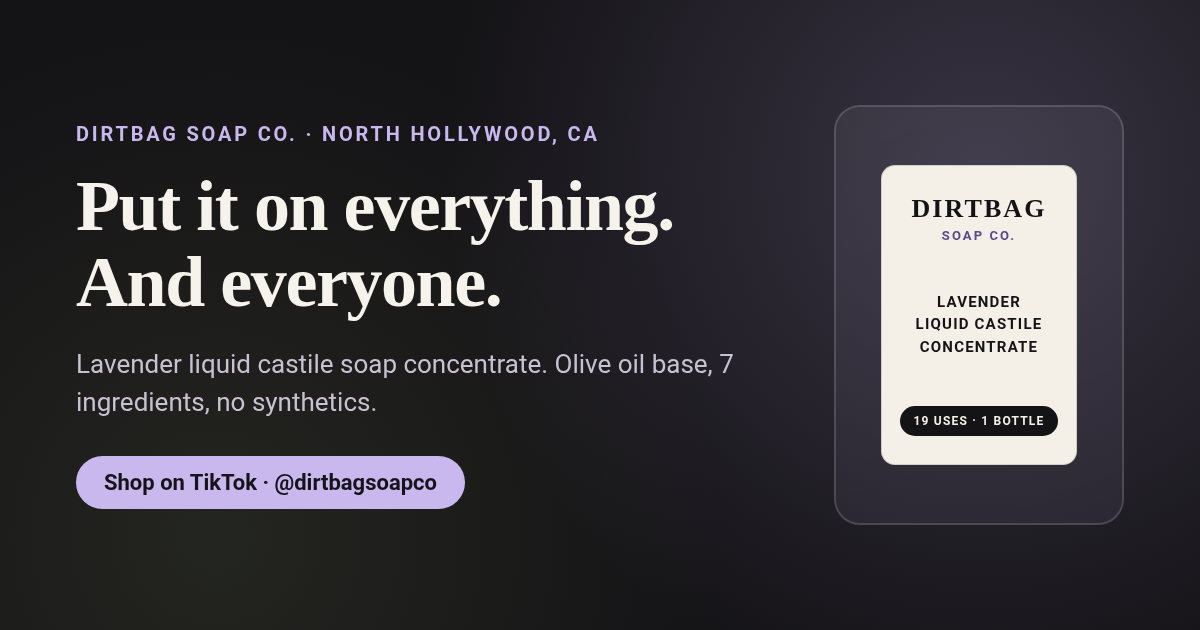 DIRTBAG SOAP CO. · NORTH HOLLYWOOD, CA
Put it on everything.
And everyone.
Lavender liquid castile soap concentrate. Olive oil base, 7
ingredients, no synthetics.
Shop on TikTok · @dirtbagsoapco
DIRTBAG
SOAP CO.
LAVENDER
LIQUID CASTILE
CONCENTRATE
19 USES · 1 BOTTLE